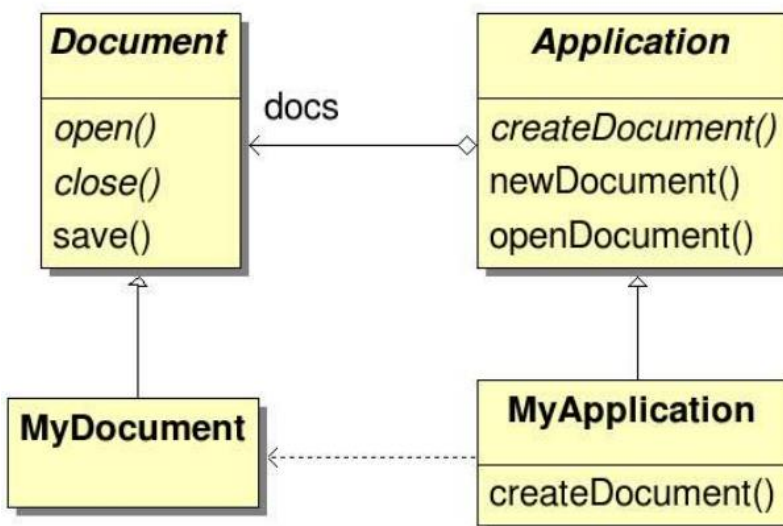 Document
open()
close()
save()
docs
Application
createDocument()
newDocument()
openDocument()
MyDocument
MyApplication
createDocument()